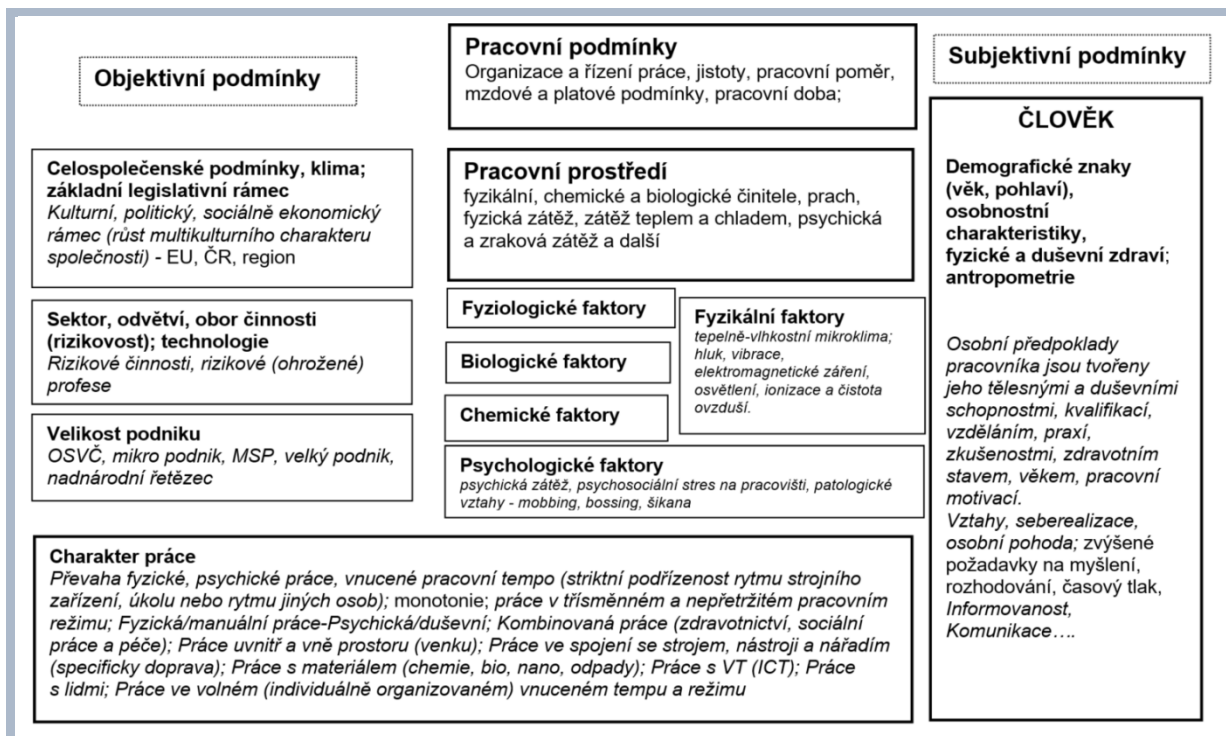 Objektivní podmínky
Celospolečenské podmínky, klima;
základní legislativní rámec
Kulturní, politický, sociálně ekonomický
rámec (růst multikulturního charakteru
společnosti) - EU, ČR, region
Sektor, odvětví, obor činnosti
(rizikovost); technologie
Rizikové činnosti, rizikové (ohrožené)
profese
Velikost podniku
OSVČ, mikro podnik, MSP, velký podnik,
nadnárodní řetězec
Pracovní podmínky
Organizace a řízení práce, jistoty, pracovní poměr,
mzdové a platové podmínky, pracovní doba;
Pracovní prostředí
fyzikální, chemické a biologické činitele, prach,
fyzická zátěž, zátěž teplem a chladem, psychická
a zraková zátěž a další
Fyziologické faktory
Biologické faktory
Chemické faktory
Fyzikální faktory
tepelně-vlhkostní mikroklima;
hluk, vibrace,
elektromagnetické záření,
osvětlení, ionizace a čistota
ovzduší.
Psychologické faktory
psychická zátěž, psychosociální stres na pracovišti, patologické
vztahy - mobbing, bossing, šikana
Charakter práce
Převaha fyzické, psychické práce, vnucené pracovní tempo (striktní podřízenost rytmu strojního
zařízení, úkolu nebo rytmu jiných osob); monotonie; práce v třísměnném a nepřetržitém pracovním
režimu; Fyzická/manuální práce-Psychická/duševní; Kombinovaná práce (zdravotnictví, sociální
práce a péče); Práce uvnitř a vně prostoru (venku); Práce ve spojení se strojem, nástroji a nářadím
(specificky doprava); Práce s materiálem (chemie, bio, nano, odpady); Práce s VT (ICT); Práce
s lidmi; Práce ve volném (individuálně organizovaném) vnuceném tempu a režimu
Subjektivní podmínky
ČLOVĚK
Demografické znaky
(věk, pohlaví),
osobnostní
charakteristiky,
fyzické a duševní zdraví;
antropometrie
Osobní předpoklady
pracovníka jsou tvořeny
jeho tělesnými a duševními
schopnostmi, kvalifikací,
vzděláním, praxí,
zkušenostmi, zdravotním
stavem, věkem, pracovní
motivací.
Vztahy, seberealizace,
osobní pohoda; zvýšené
požadavky na myšlení,
rozhodování, časový tlak,
Informovanost,
Komunikace….